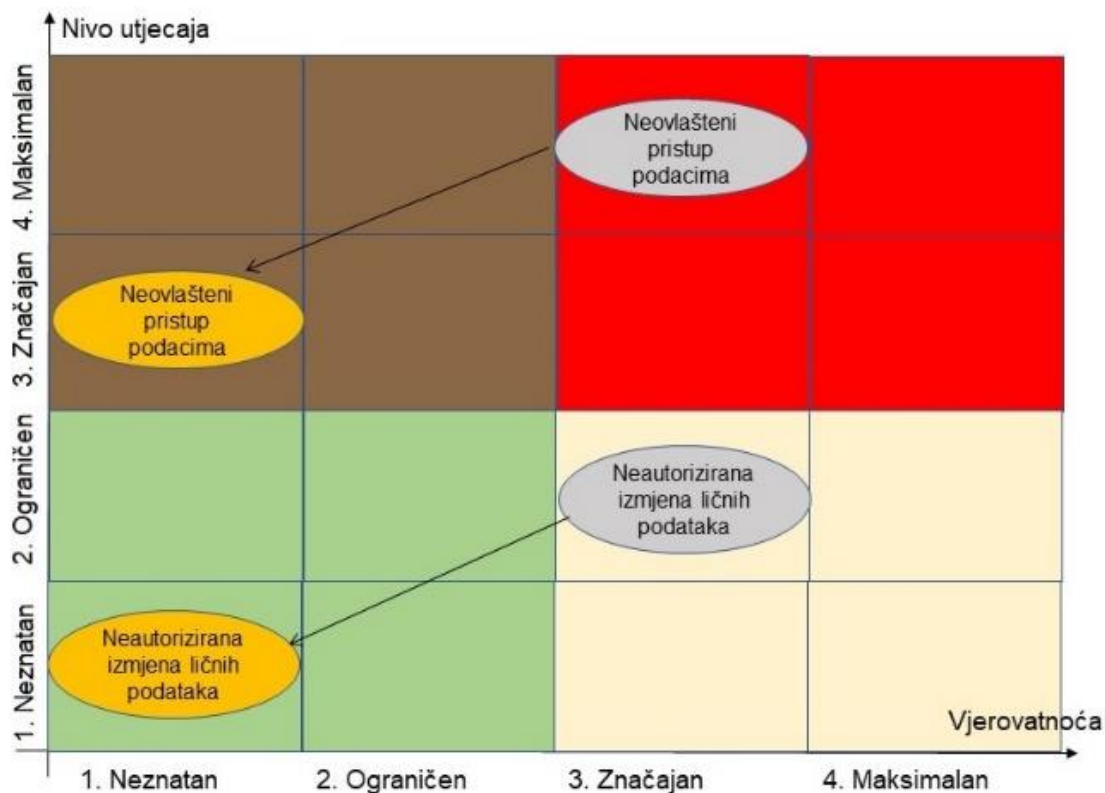 Nivo utjecaja
4. Maksimalan
Neovlašteni
pristup
podacima
3. Značajan
Neovlašteni
pristup
podacima
2. Ograničen
Neautorizirana
izmjena ličnih
podataka
1. Neznatan
Neautorizirana
izmjena ličnih
podataka
Vjerovatnoća
1. Neznatan
2. Ograničen
3. Značajan
4. Maksimalan